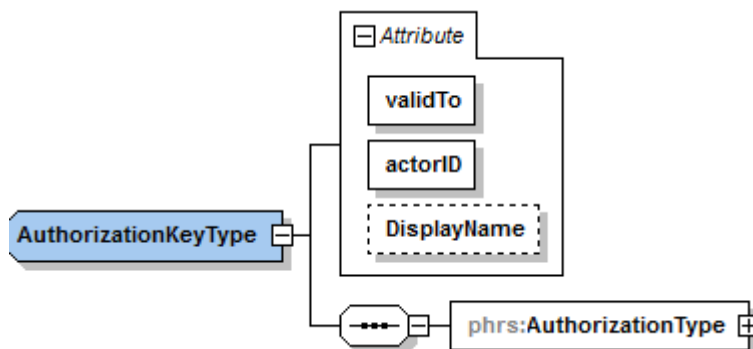 Attribute
validTo
actorID
AuthorizationKeyType
DisplayName
phrs:AuthorizationType